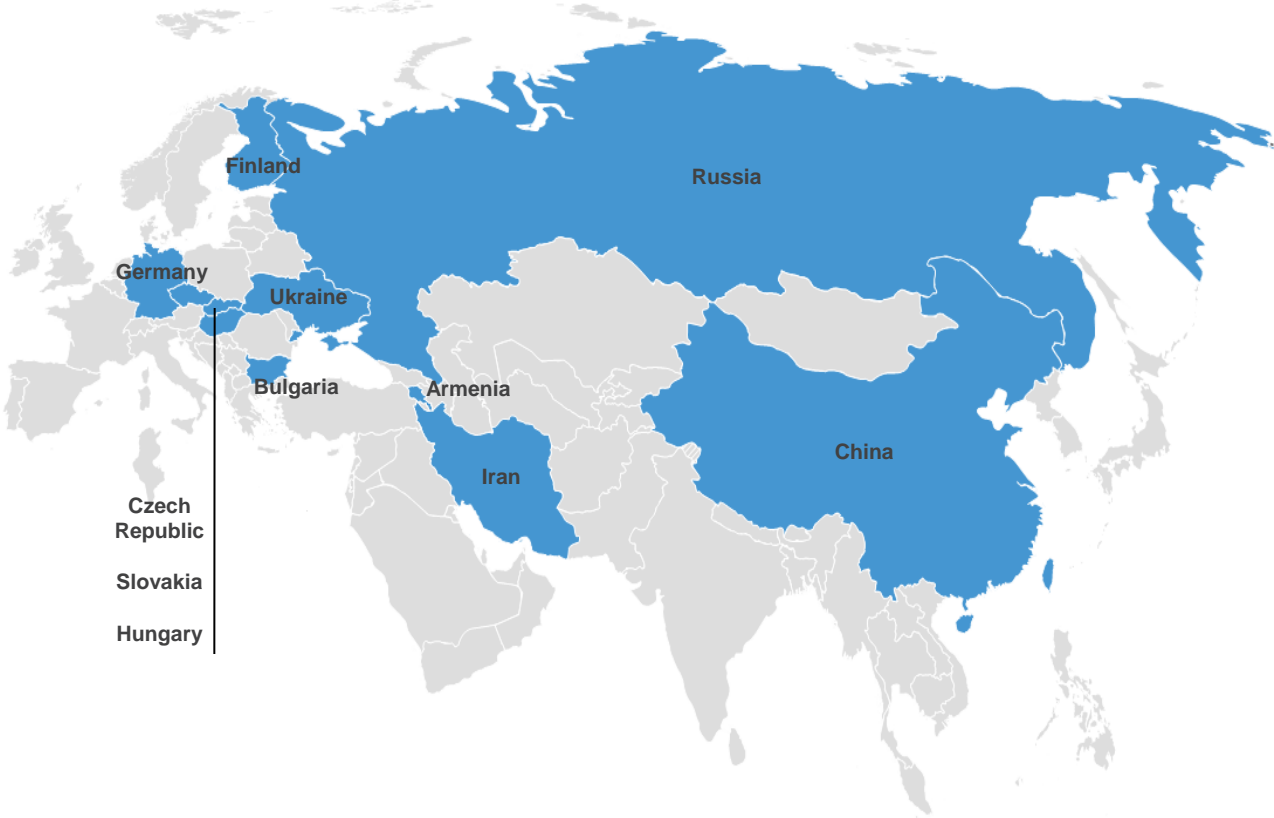 Finland
Russia
Germany
Ukraine
Bulgaria
Armenia
China
Iran
Czech
Republic
Slovakia
Hungary